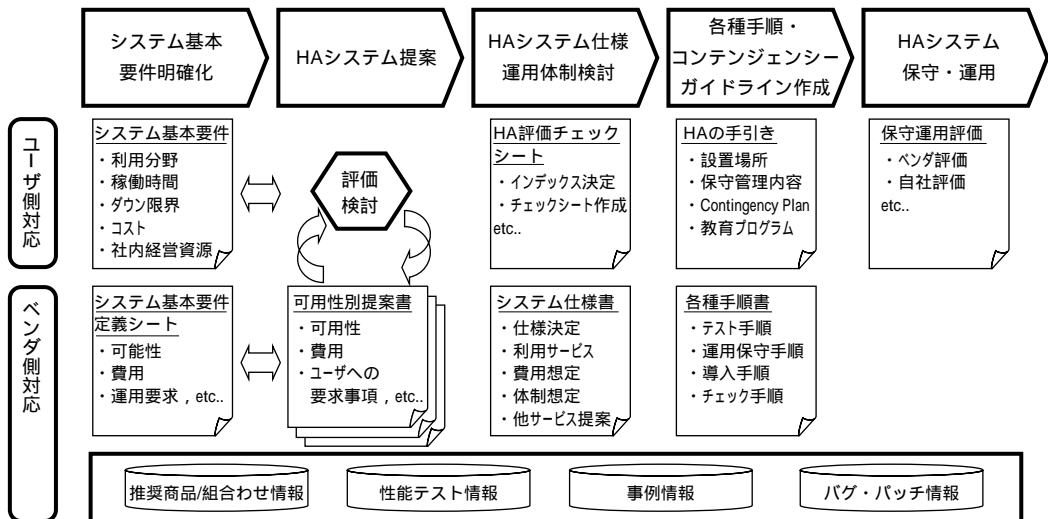 システム基本
要件明確化
HAシステム提案
HAシステム仕様
運用体制検討
各種手順・
コンテンジェンシー
ガイドライン作成
HAシステム
保守・運用
ユーザ側対応
システム基本要件
・利用分野
・稼働時間
・ダウン限界
・コスト
・社内経営資源
評価
検討
HA評価チェック
シート
・インデックス決定
・チェックシート作成
etc..
HAの手引き
・設置場所
・保守管理内容
・Contingency Plan
・教育プログラム
保守運用評価
・ベンダ評価
・自社評価
etc..
ベンダ側対応
システム基本要件
定義シート
・可能性
・費用
・運用要求，etc..
可用性別提案書
・可用性
・費用
・ユーザへの
要求事項，etc..
システム仕様書
・仕様決定
・利用サービス
・費用想定
・体制想定
・他サービス提案
各種手順書
・テスト手順
・運用保守手順
・導入手順
・チェック手順
推奨商品/組合わせ情報
性能テスト情報
事例情報
バグ・パッチ情報